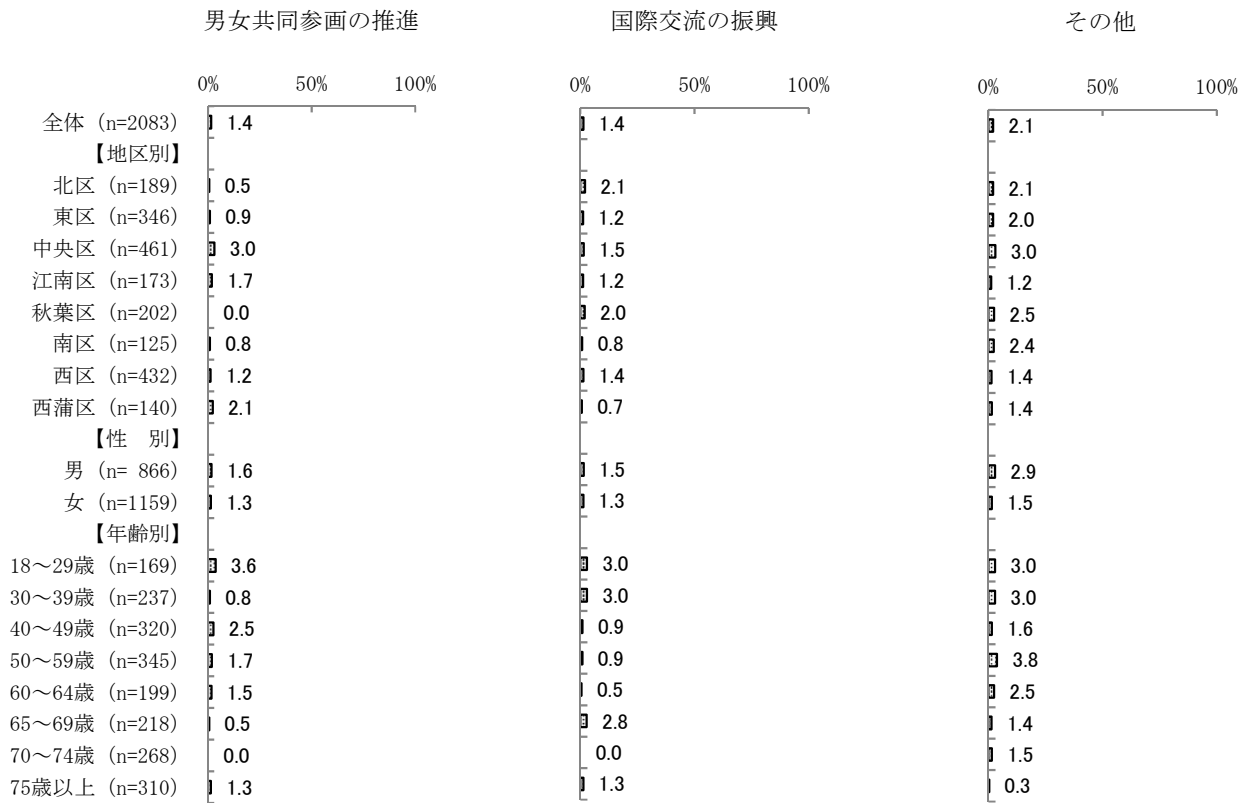 男女共同参画の推進 国際交流の振興 その他
0% 50% 100% 0% 50% 100% 0% 50% 100%
全体 (n=2083) 1.4 1.4 2.1
【地区別】
北区 (n=189) 0.5 2.1 2.1
東区 (n=346) 0.9 1.2 2.0
中央区 (n=461) 3.0 1.5 3.0
江南区 (n=173) 1.7 1.2 1.2
秋葉区 (n=202) 0.0 2.0 2.5
南区 (n=125) 0.8 0.8 2.4
西区 (n=432) 1.2 1.4 1.4
西蒲区 (n=140) 2.1 0.7 1.4
【性　別】
男 (n= 866) 1.6 1.5 2.9
女 (n=1159) 1.3 1.3 1.5
【年齢別】
18～29歳 (n=169) 3.6 3.0 3.0
30～39歳 (n=237) 0.8 3.0 3.0
40～49歳 (n=320) 2.5 0.9 1.6
50～59歳 (n=345) 1.7 0.9 3.8
60～64歳 (n=199) 1.5 0.5 2.5
65～69歳 (n=218) 0.5 2.8 1.4
70～74歳 (n=268) 0.0 0.0 1.5
75歳以上 (n=310) 1.3 1.3 0.3